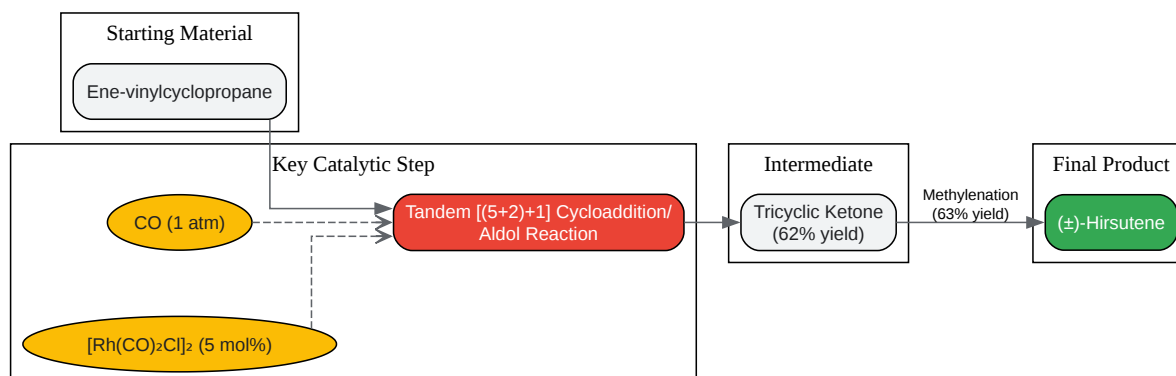 Starting Material
Ene-vinylcyclopropane
Key Catalytic Step
CO (1 atm)
[Rh(CO)₂Cl]₂ (5 mol%)
Tandem [(5+2)+1] Cycloaddition/
Aldol Reaction
Intermediate
Tricyclic Ketone
(62% yield)
Methylenation
(63% yield)
Final Product
(±)-Hirsutene